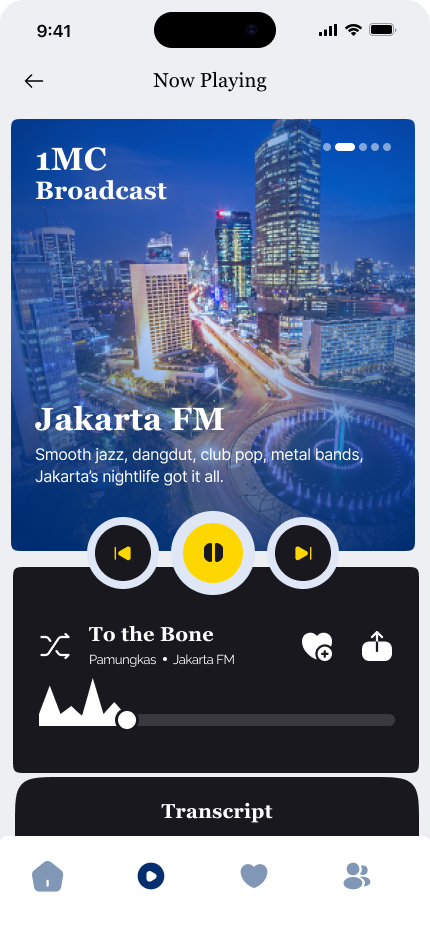 9:41
Now Playing
1MC
Broadcast
Jakarta FM
Smooth jazz, dangdut, club pop, metal bands,
Jakarta's nightlife got it all.
To the Bone
Pamungkas • Jakarta FM
Transcript